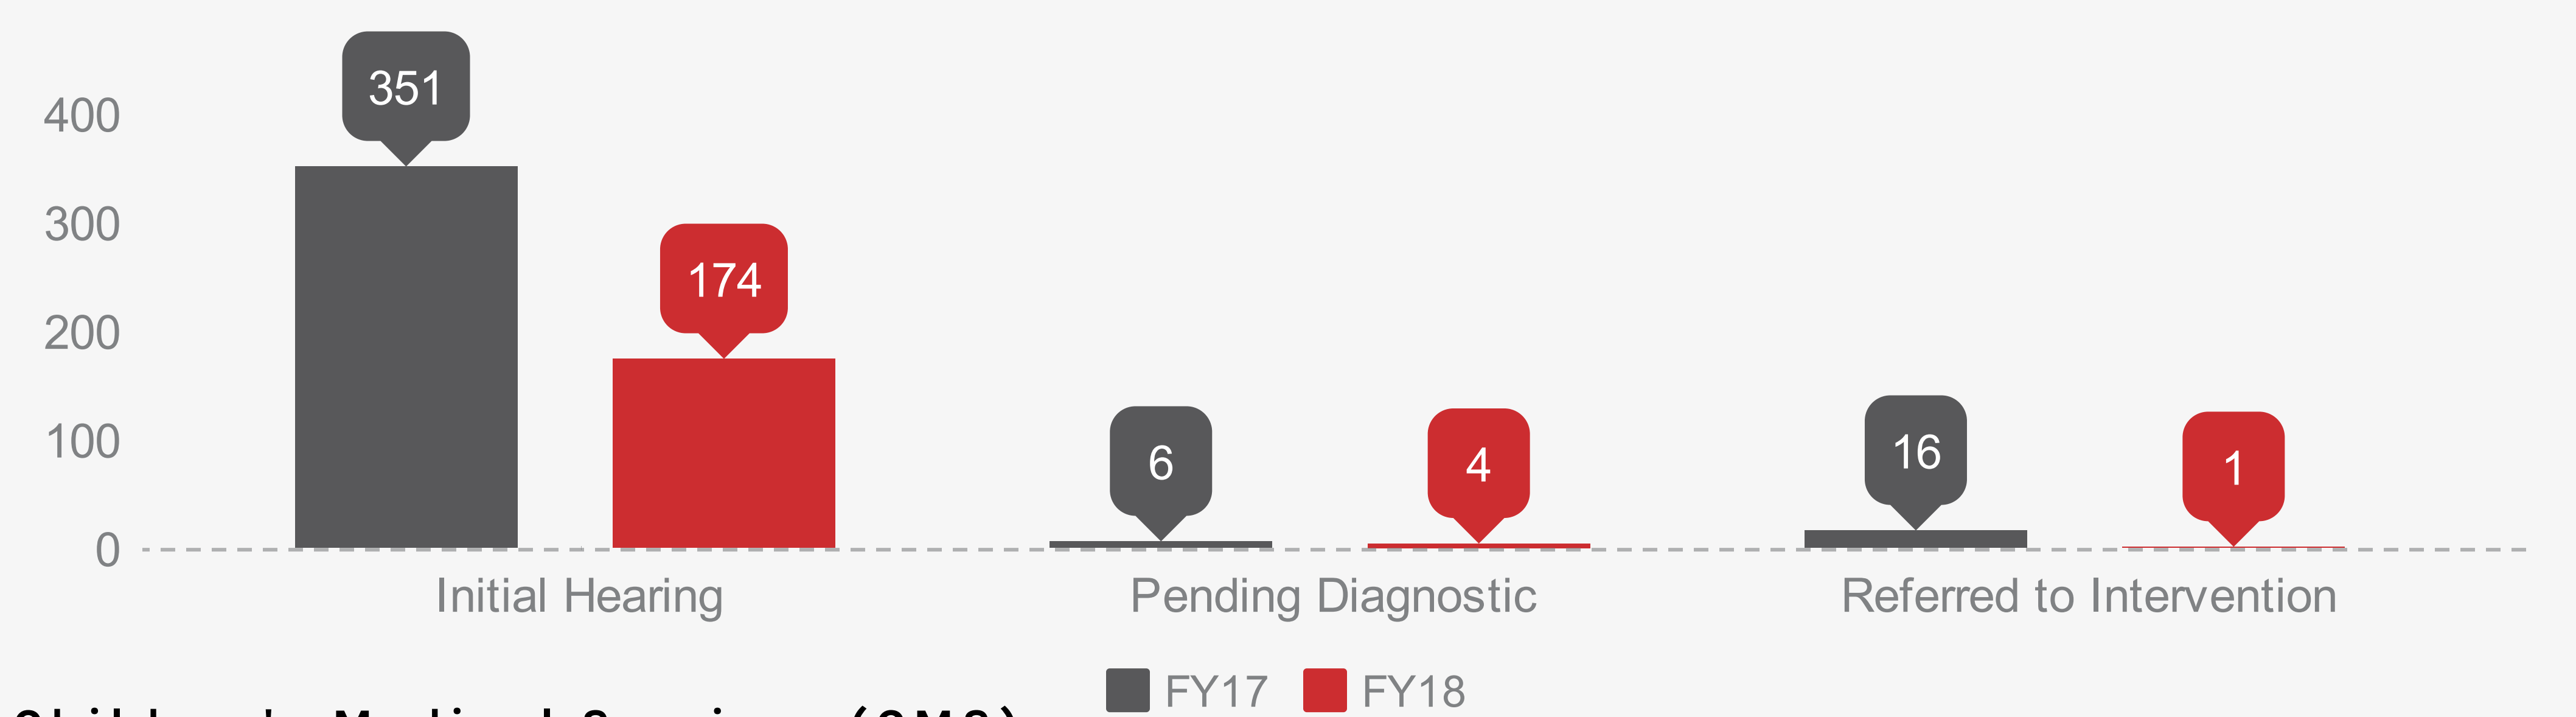 351
400
300
174
200
100
6
4
16
1
0
Initial Hearing
Pending Diagnostic
Referred to Intervention
FY17
FY18